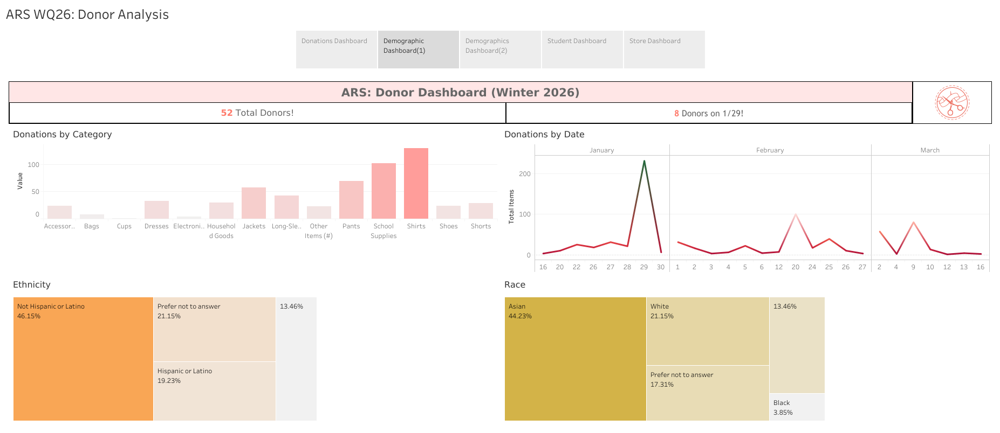 ARS WQ26: Donor Analysis
Donations Dashboard
Demographic
Dashboard(1)
Demographics
Dashboard(2)
Student Dashboard
Store Dashboard
ARS: Donor Dashboard (Winter 2026)
52 Total Donors!
8 Donors on 1/29!
Donations by Category
Value
100
50
0
Accessor..
Bags
Cups
Dresses
Electroni..
Househol
d Goods
Jackets
Long-Sle..
Other
Items (#)
Pants
School
Supplies
Shirts
Shoes
Shorts
Donations by Date
January
February
March
Total Items
200
100
0
16 20 22 26 27 28 29 30 1 2 3 4 5 6 12 20 24 25 26 27 2 4 9 10 12 13 16
Ethnicity
Not Hispanic or Latino
46.15%
Prefer not to answer
21.15%
Hispanic or Latino
19.23%
13.46%
Race
Asian
44.23%
White
21.15%
Prefer not to answer
17.31%
13.46%
Black
3.85%